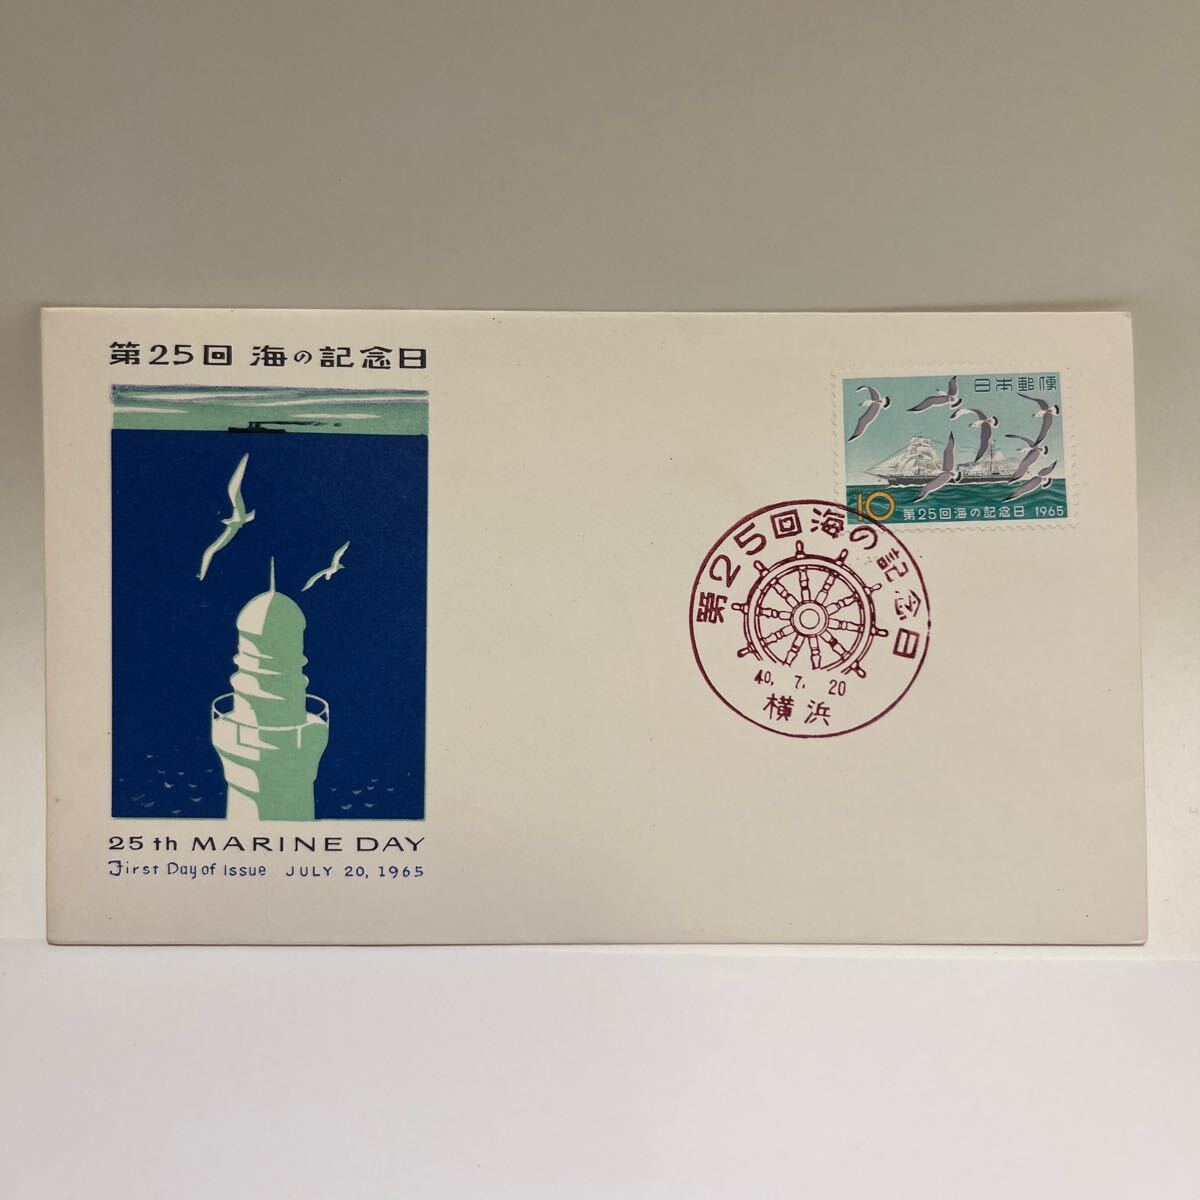 第25回 海の記念日
25th MARINE DAY
First Day of Issue JULY 20, 1965
日本郵便
10 第25回海の記念日 1965
第25回海の記念日
40. 7. 20
横浜